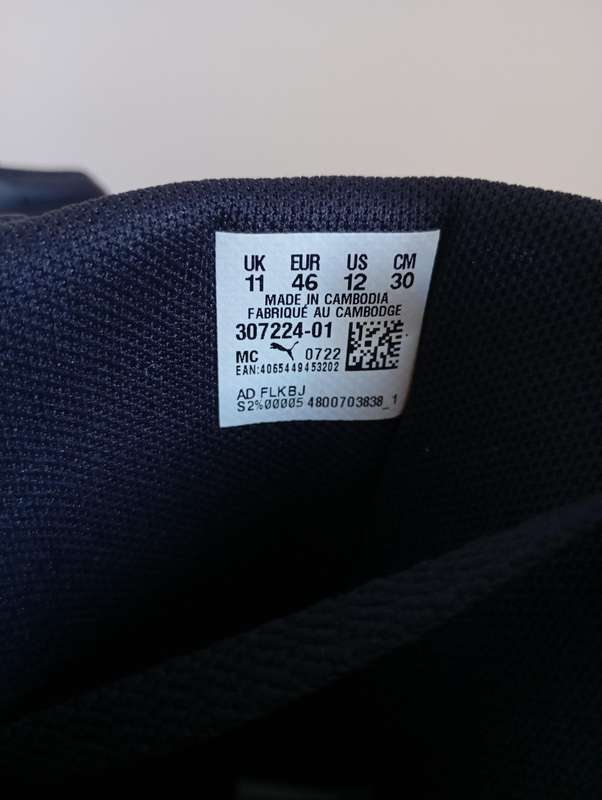 UK EUR US CM
11 46 12 30
MADE IN CAMBODIA
FABRIQUÉ AU CAMBODGE
307224-01
MC 0722
EAN:4065449453202
AD FLKBJ
S2%00005 4800703838_1